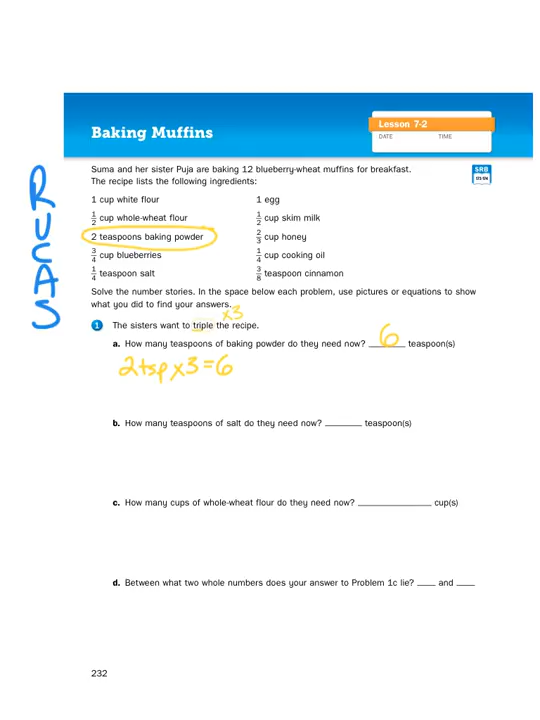 Baking Muffins
Lesson 7-2
DATE TIME
Suma and her sister Puja are baking 12 blueberry-wheat muffins for breakfast.
The recipe lists the following ingredients:
SRB
1 cup white flour
1/2 cup whole-wheat flour
2 teaspoons baking powder
3/4 cup blueberries
1/4 teaspoon salt
1 egg
1/2 cup skim milk
2/3 cup honey
1/4 cup cooking oil
3/8 teaspoon cinnamon
RUCAS
Solve the number stories. In the space below each problem, use pictures or equations to show
what you did to find your answers.
x3
1 The sisters want to triple the recipe.
a. How many teaspoons of baking powder do they need now? 6 teaspoon(s)
2tsp x3=6
b. How many teaspoons of salt do they need now? ____ teaspoon(s)
c. How many cups of whole-wheat flour do they need now? ____ cup(s)
d. Between what two whole numbers does your answer to Problem 1c lie? ____ and ____
232